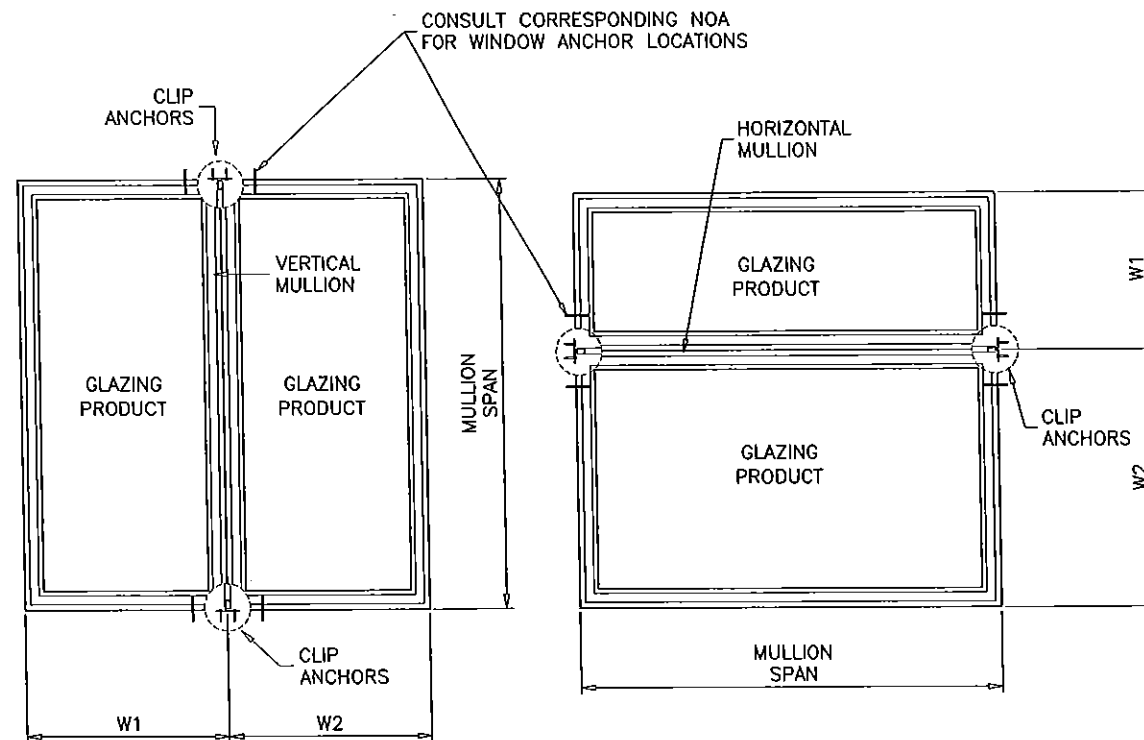 CONSULT CORRESPONDING NOA
FOR WINDOW ANCHOR LOCATIONS
CLIP
ANCHORS
HORIZONTAL
MULLION
VERTICAL
MULLION
GLAZING
PRODUCT
GLAZING
PRODUCT
MULLION
SPAN
CLIP
ANCHORS
W1
W2
GLAZING
PRODUCT
GLAZING
PRODUCT
W1
CLIP
ANCHORS
W2
MULLION
SPAN